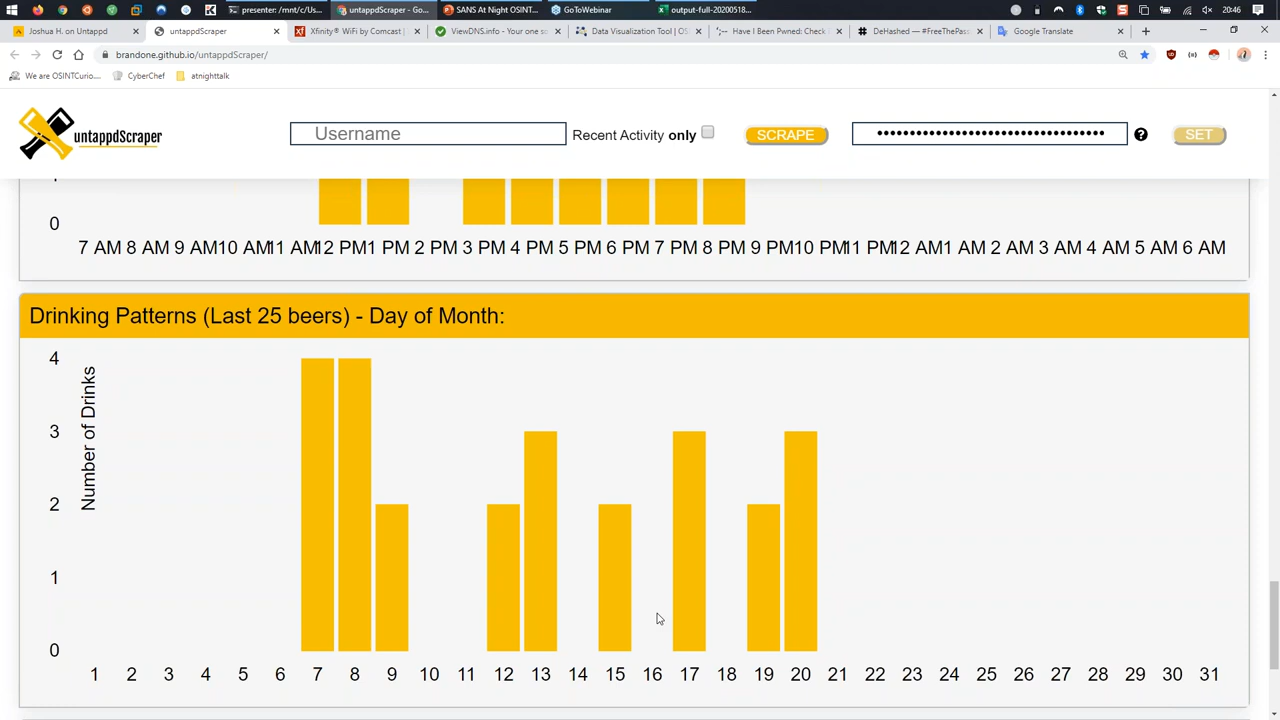 presenter: /mnt/c/Us...
untappdScraper - Go...
SANS At Night OSINT...
GoToWebinar
output-full-20200518...
20:46
Joshua H. on Untappd
untappdScraper
Xfinity® WiFi by Comcast |
ViewDNS.info - Your one s
Data Visualization Tool | OS
Have I Been Pwned: Check
DeHashed — #FreeThePas
Google Translate
brandone.github.io/untappdScraper/
We are OSINTCurio...
CyberChef
atnighttalk
untappdScraper
Username
Recent Activity only
SCRAPE
SET
0
7 AM 8 AM 9 AM10 AM11 AM12 PM1 PM 2 PM 3 PM 4 PM 5 PM 6 PM 7 PM 8 PM 9 PM10 PM11 PM12 AM1 AM 2 AM 3 AM 4 AM 5 AM 6 AM
Drinking Patterns (Last 25 beers) - Day of Month:
Number of Drinks
4
3
2
1
0
1 2 3 4 5 6 7 8 9 10 11 12 13 14 15 16 17 18 19 20 21 22 23 24 25 26 27 28 29 30 31